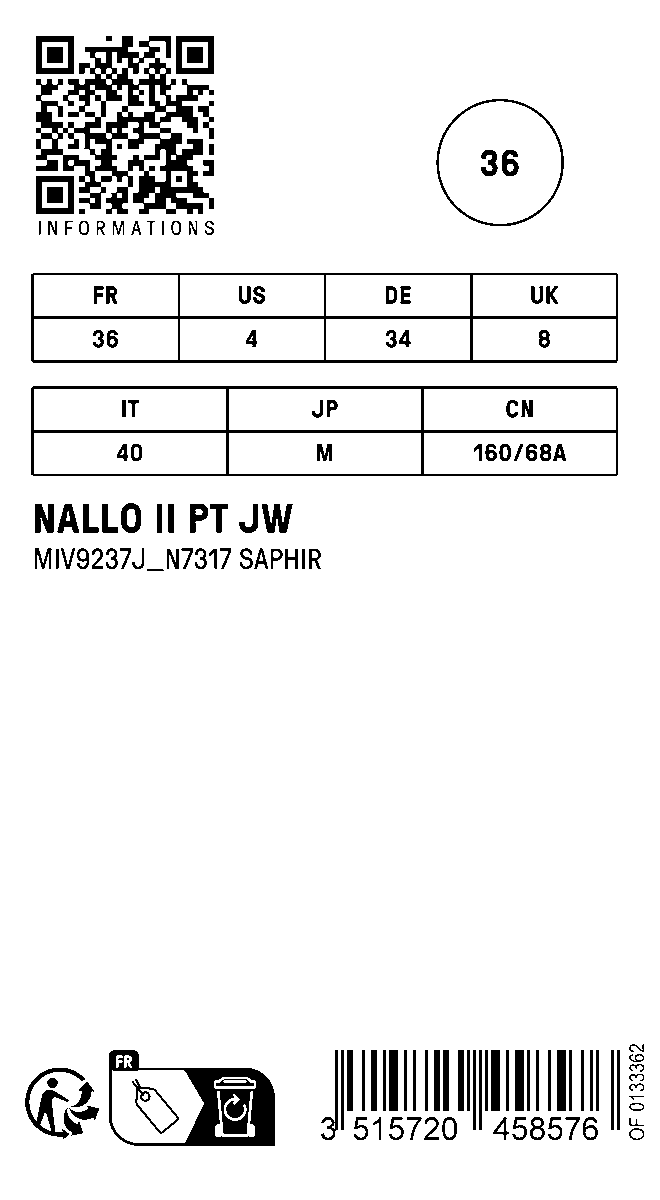 INFORMATIONS
36
FR US DE UK
36 4 34 8
IT JP CN
40 M 160/68A
NALLO II PT JW
MIV9237J_N7317 SAPHIR
FR
3 515720 458576
OF 0133362